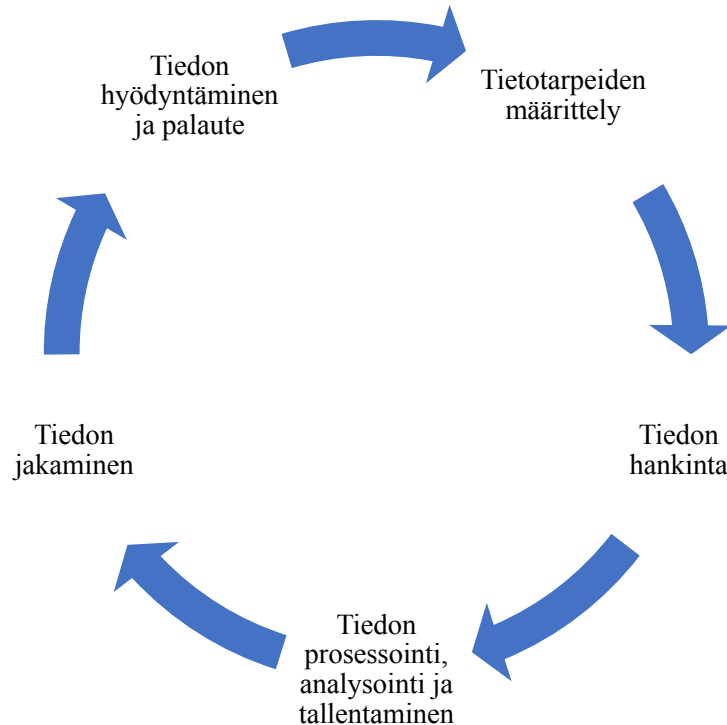 Tiedon
hyödyntäminen
ja palaute
Tietotarpeiden
määrittely
Tiedon
hankinta
Tiedon
prosessointi,
analysointi ja
tallentaminen
Tiedon
jakaminen